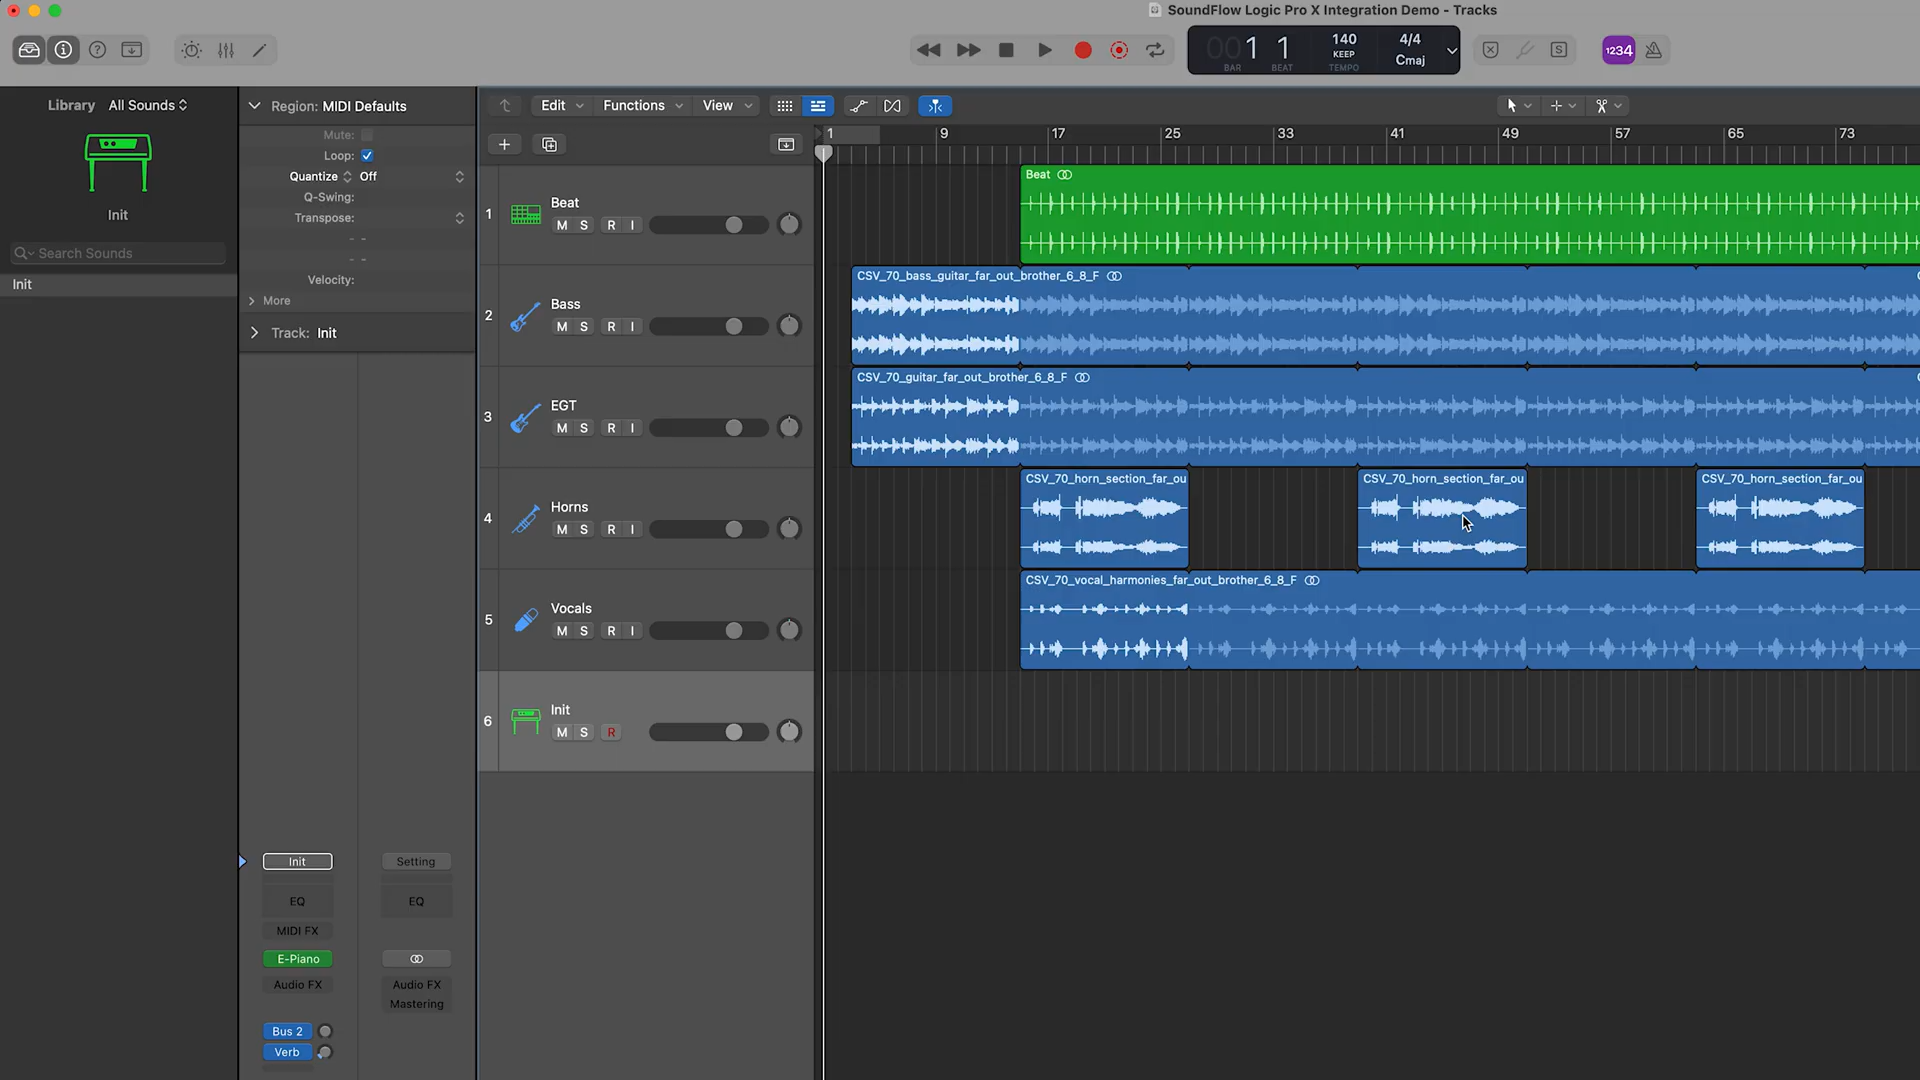 SoundFlow Logic Pro X Integration Demo - Tracks
001 1
BAR BEAT
140
KEEP
TEMPO
4/4
Cmaj
1234
Library All Sounds
Init
Search Sounds
Init
Region: MIDI Defaults
Mute:
Loop:
Quantize Off
Q-Swing:
Transpose:
Velocity:
More
Track: Init
Edit Functions View
1 9 17 25 33 41 49 57 65 73
1 Beat
M S R I
2 Bass
M S R I
3 EGT
M S R I
4 Horns
M S R I
5 Vocals
M S R I
6 Init
M S R
Beat
CSV_70_bass_guitar_far_out_brother_6_8_F
CSV_70_guitar_far_out_brother_6_8_F
CSV_70_horn_section_far_ou
CSV_70_horn_section_far_ou
CSV_70_horn_section_far_ou
CSV_70_vocal_harmonies_far_out_brother_6_8_F
Init Setting
EQ EQ
MIDI FX
E-Piano
Audio FX Audio FX
Mastering
Bus 2
Verb